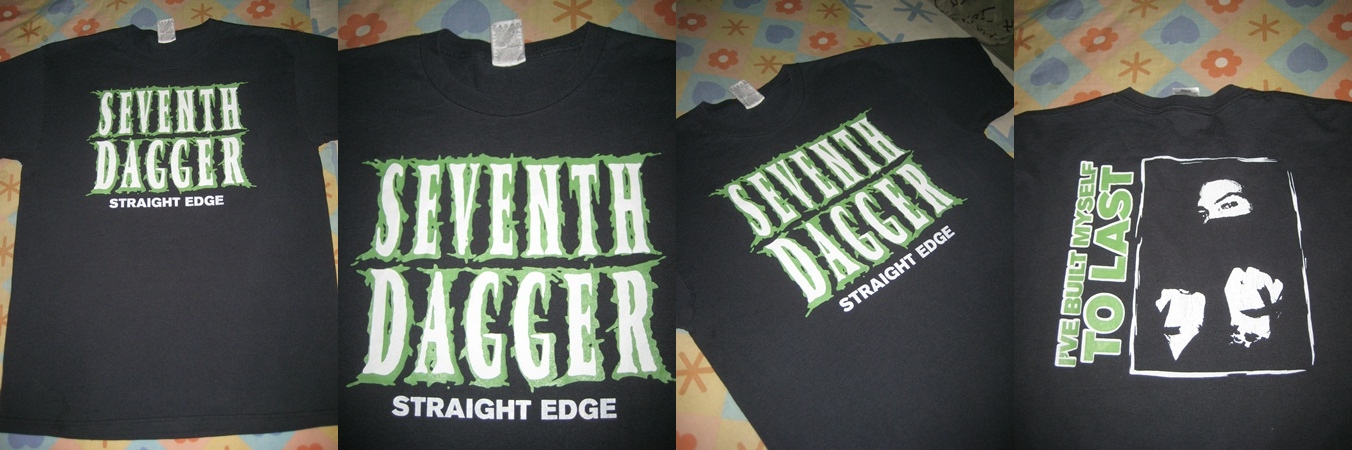 SEVENTH
DAGGER
STRAIGHT EDGE
SEVENTH
DAGGER
STRAIGHT EDGE
SEVENTH
DAGGER
STRAIGHT EDGE
I'VE BUILT MYSELF
TO LAST